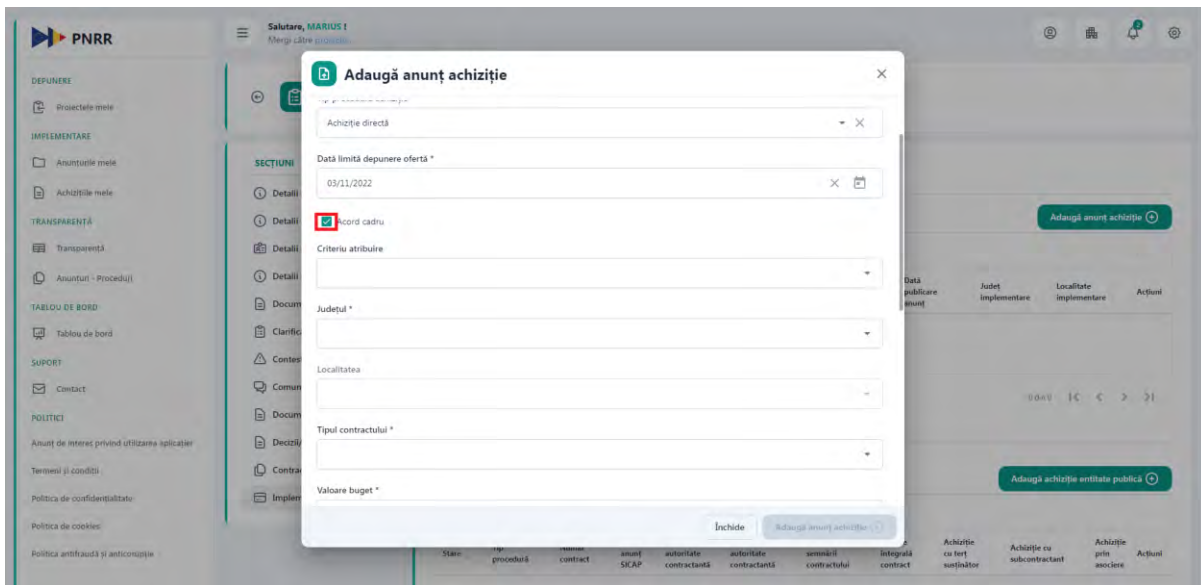 PNRR
Salutare, MARIUS !
Mergi către
DEPUNERE
Proiectele mele
IMPLEMENTARE
Anunțurile mele
Achizițiile mele
TRANSPARENȚĂ
Transparență
Anunțuri - Proceduji
TABLOU DE BORD
Tablou de bord
SUPORT
Contact
POLITICI
Anunț de interes privind utilizarea aplicației
Termeni și condiții
Politica de confidențialitate
Politica de cookies
Politica antifraudă și anticorupție
SECȚIUNI
Detalii
Detalii
Detalii
Detalii
Docum
Clarific
Contes
Comun
Docum
Decizii/
Contra
Implem
Adaugă anunț achiziție
Achiziție directă
Dată limită depunere ofertă *
03/11/2022
Acord cadru
Criteriu atribuire
Județul *
Localitatea
Tipul contractului *
Valoare buget *
Închide
Adaugă anunț achiziție
Adaugă anunț achiziție
Dată publicare anunț
Județ implementare
Localitate implementare
Acțiuni
Adaugă achiziție entitate publică
Stare
Tip procedură
Număr contract
anunț SICAP
autoritate contractantă
autoritate contractantă
semnării contractului
integrală contract
Achiziție cu terț susținător
Achiziție cu subcontractant
Achiziție prin asociere
Acțiuni